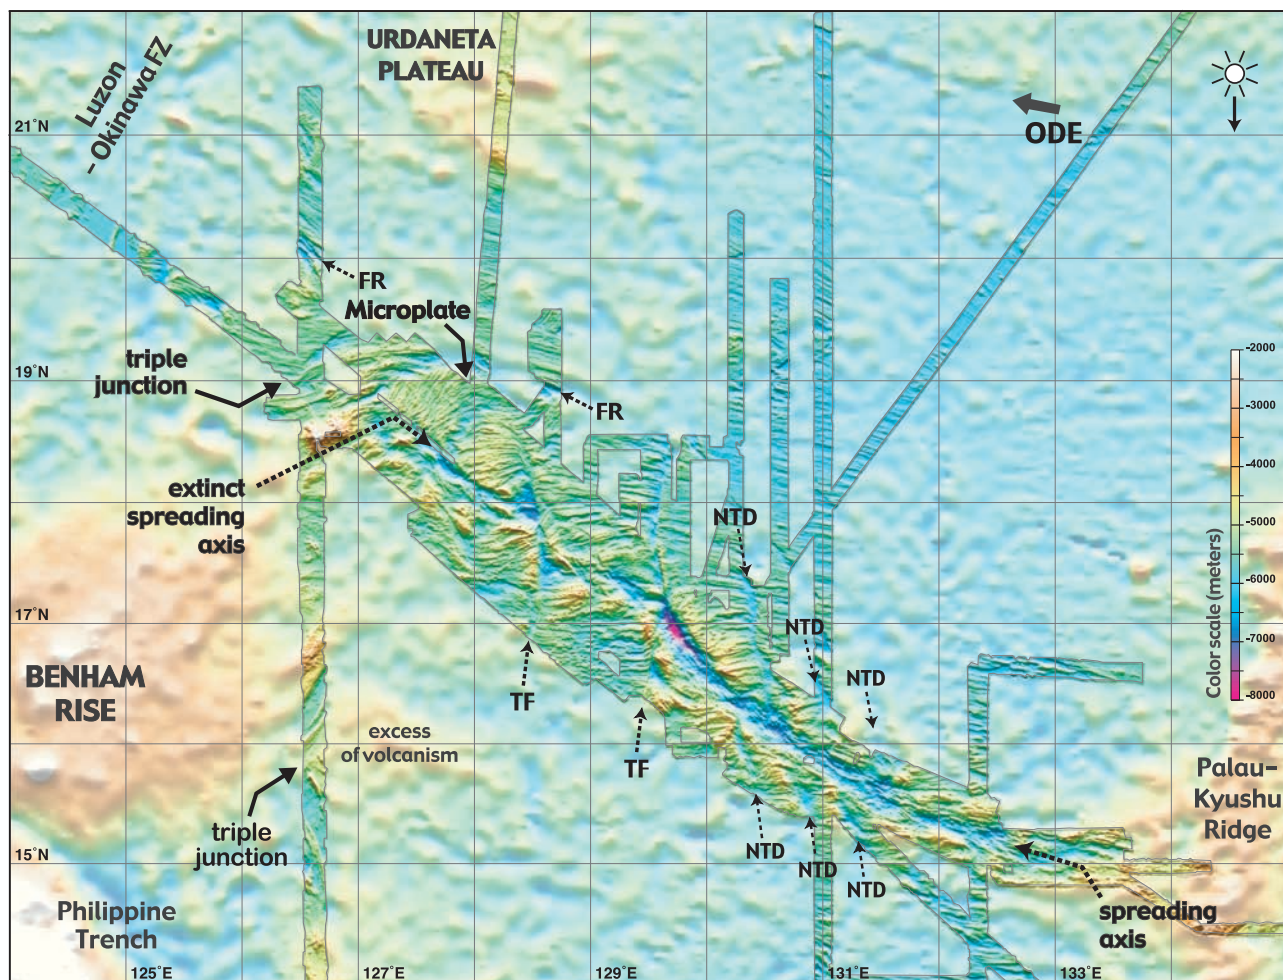 URDANETA
PLATEAU
Luzon
-Okinawa FZ
ODE
21°N
FR
Microplate
triple
junction
19°N
FR
extinct
spreading
axis
NTD
-2000
-3000
-4000
-5000
-6000
-7000
-8000
Color scale (meters)
17°N
NTD
NTD
BENHAM
RISE
TF
TF
excess
of volcanism
Palau-
Kyushu
Ridge
triple
junction
15°N
NTD
NTD
NTD
Philippine
Trench
spreading
axis
125°E
127°E
129°E
131°E
133°E